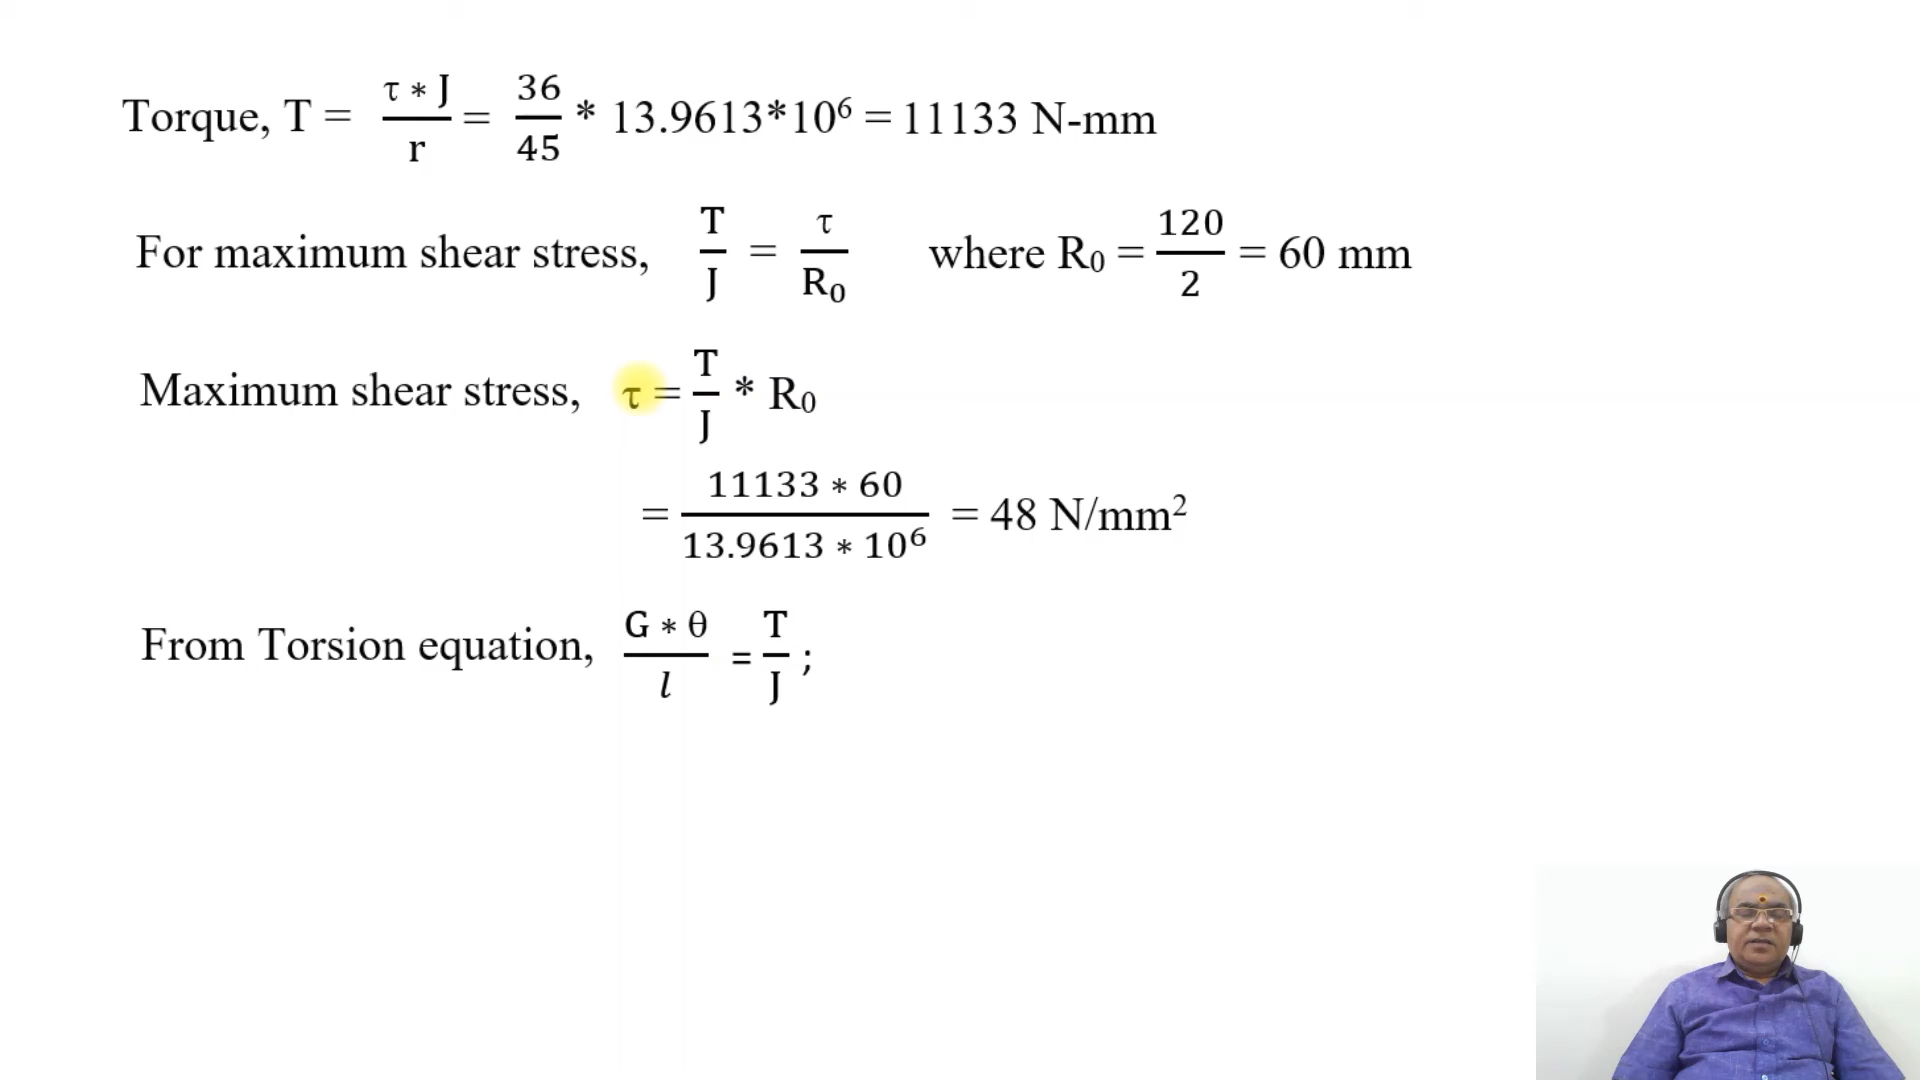 Torque, T = τ ∗ J / r = 36 / 45 * 13.9613*10⁶ = 11133 N-mm
For maximum shear stress, T / J = τ / R₀ where R₀ = 120 / 2 = 60 mm
Maximum shear stress, τ = T / J * R₀
= 11133 ∗ 60 / 13.9613 ∗ 10⁶ = 48 N/mm²
From Torsion equation, G ∗ θ / l = T / J ;